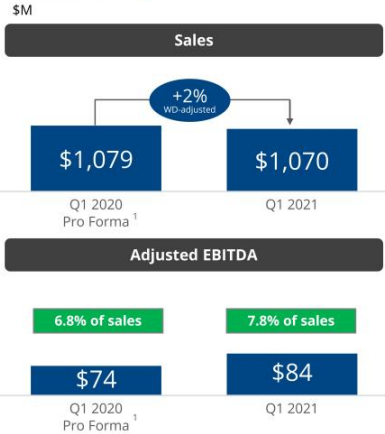 $M
Sales
+2%
WD-adjusted
$1,079
$1,070
Q1 2020
Pro Forma 1
Q1 2021
Adjusted EBITDA
6.8% of sales
7.8% of sales
$74
$84
Q1 2020
Pro Forma 1
Q1 2021